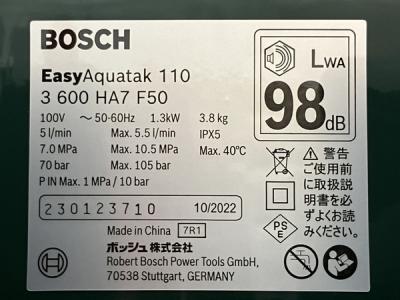 BOSCH
EasyAquatak 110
3 600 HA7 F50
100V ~ 50-60Hz 1.3kW 3.8 kg
5 l/min Max. 5.5 l/min IPX5
7.0 MPa Max. 10.5 MPa Max. 40°C
70 bar Max. 105 bar
P IN Max. 1 MPa / 10 bar
230123710 10/2022
Made in China 7R1
ボッシュ株式会社
Robert Bosch Power Tools GmbH,
70538 Stuttgart, GERMANY
LWA
98dB
警告
ご使用前
に取扱説
明書を必
ずよくお読
みください。
PS
E